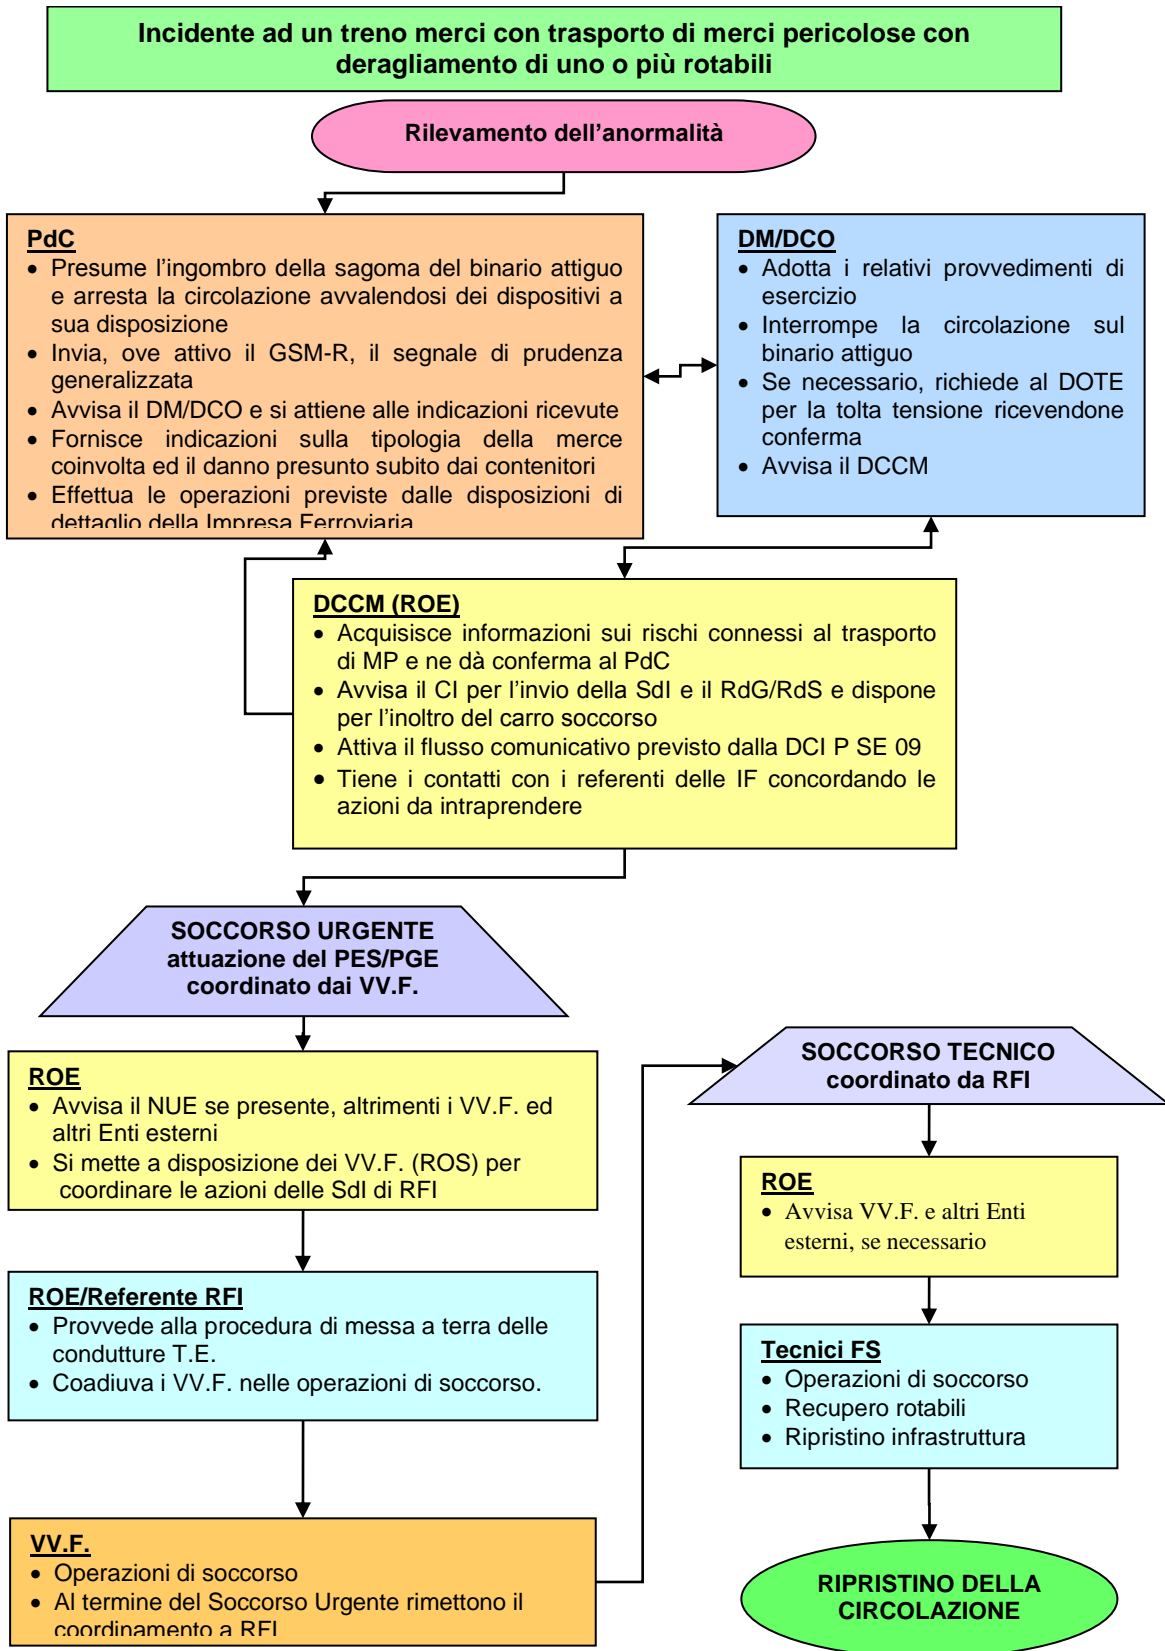 Incidente ad un treno merci con trasporto di merci pericolose con
deragliamento di uno o più rotabili
Rilevamento dell’anormalità
PdC
• Presume l’ingombro della sagoma del binario attiguo
e arresta la circolazione avvalendosi dei dispositivi a
sua disposizione
• Invia, ove attivo il GSM-R, il segnale di prudenza
generalizzata
• Avvisa il DM/DCO e si attiene alle indicazioni ricevute
• Fornisce indicazioni sulla tipologia della merce
coinvolta ed il danno presunto subito dai contenitori
• Effettua le operazioni previste dalle disposizioni di
dettaglio della Impresa Ferroviaria
DM/DCO
• Adotta i relativi provvedimenti di
esercizio
• Interrompe la circolazione sul
binario attiguo
• Se necessario, richiede al DOTE
per la tolta tensione ricevendone
conferma
• Avvisa il DCCM
DCCM (ROE)
• Acquisisce informazioni sui rischi connessi al trasporto
di MP e ne dà conferma al PdC
• Avvisa il CI per l’invio della SdI e il RdG/RdS e dispone
per l’inoltro del carro soccorso
• Attiva il flusso comunicativo previsto dalla DCI P SE 09
• Tiene i contatti con i referenti delle IF concordando le
azioni da intraprendere
SOCCORSO URGENTE
attuazione del PES/PGE
coordinato dai VV.F.
ROE
• Avvisa il NUE se presente, altrimenti i VV.F. ed
altri Enti esterni
• Si mette a disposizione dei VV.F. (ROS) per
coordinare le azioni delle SdI di RFI
ROE/Referente RFI
• Provvede alla procedura di messa a terra delle
condutture T.E.
• Coadiuva i VV.F. nelle operazioni di soccorso.
VV.F.
• Operazioni di soccorso
• Al termine del Soccorso Urgente rimettono il
coordinamento a RFI
SOCCORSO TECNICO
coordinato da RFI
ROE
• Avvisa VV.F. e altri Enti
esterni, se necessario
Tecnici FS
• Operazioni di soccorso
• Recupero rotabili
• Ripristino infrastruttura
RIPRISTINO DELLA
CIRCOLAZIONE